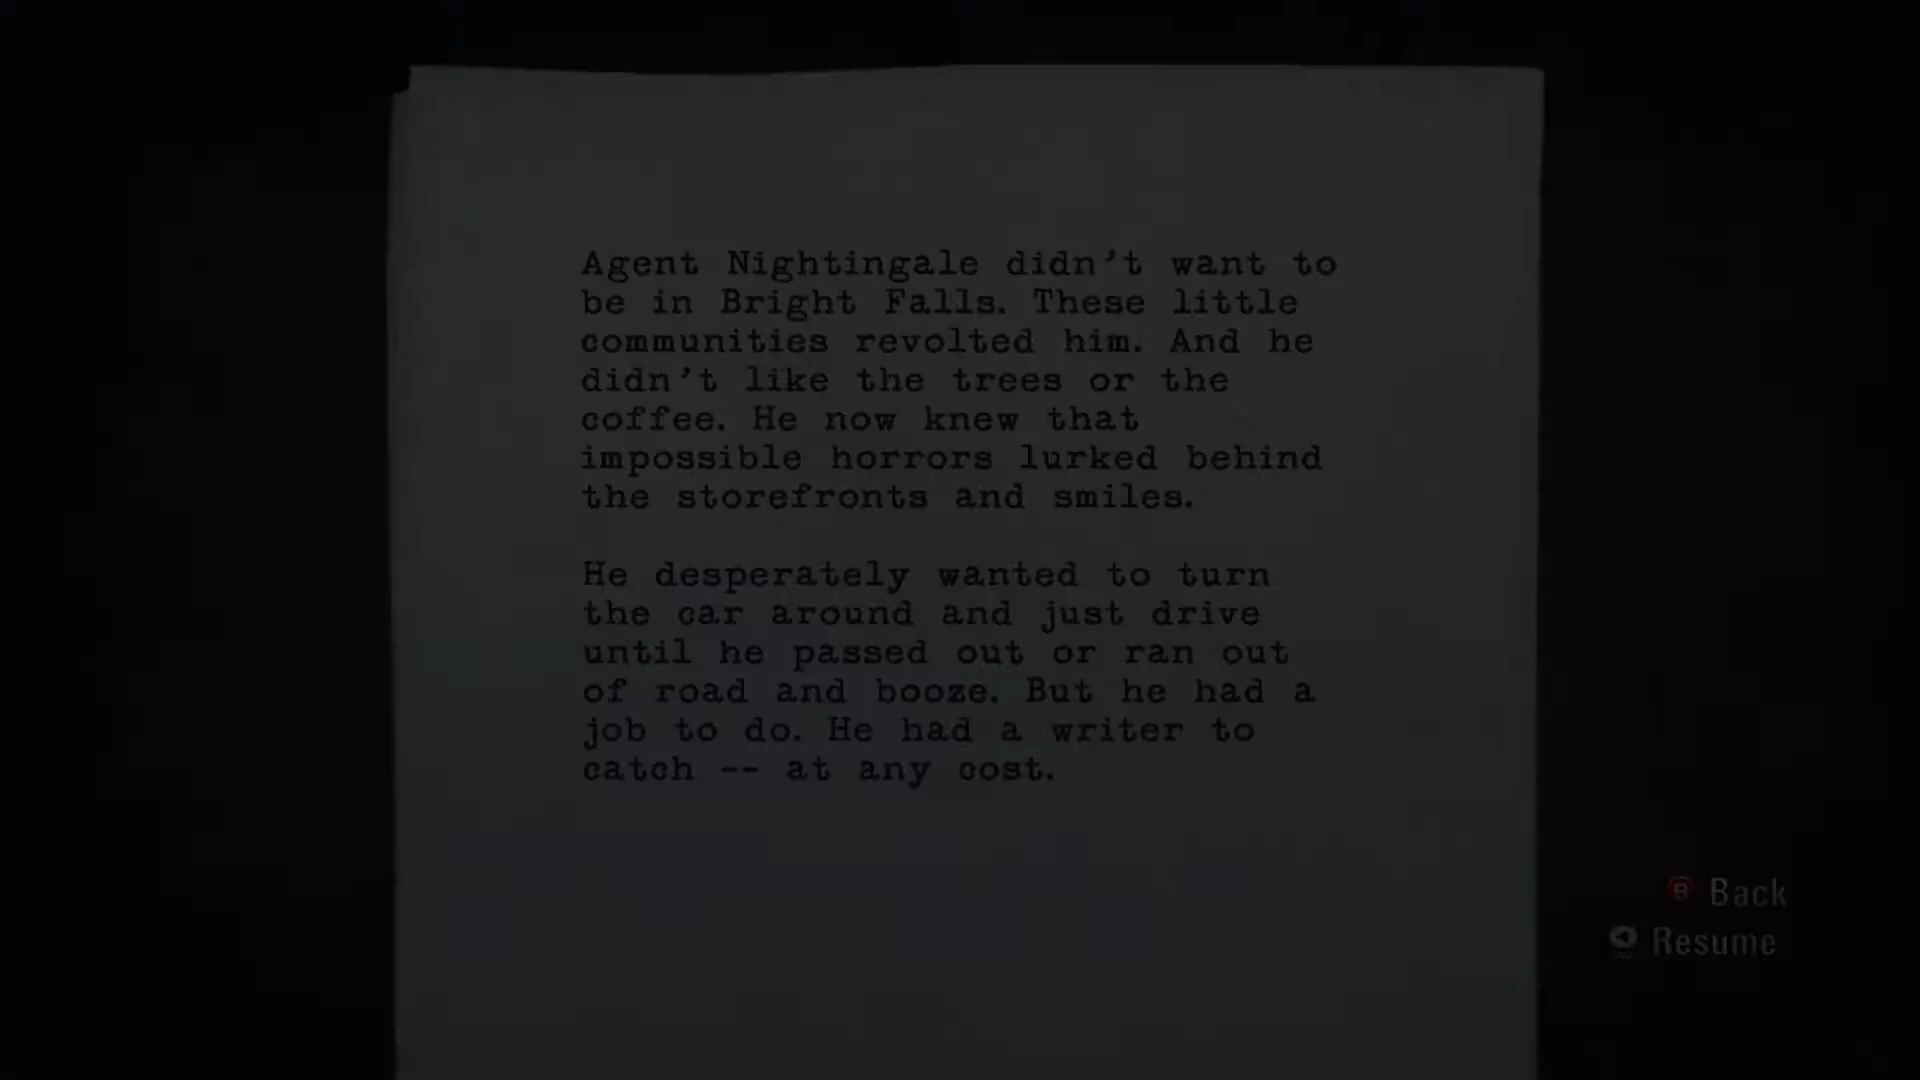 Agent Nightingale didn't want to
be in Bright Falls. These little
communities revolted him. And he
didn't like the trees or the
coffee. He now knew that
impossible horrors lurked behind
the storefronts and smiles.
He desperately wanted to turn
the car around and just drive
until he passed out or ran out
of road and booze. But he had a
job to do. He had a writer to
catch -- at any cost.
B Back
Resume